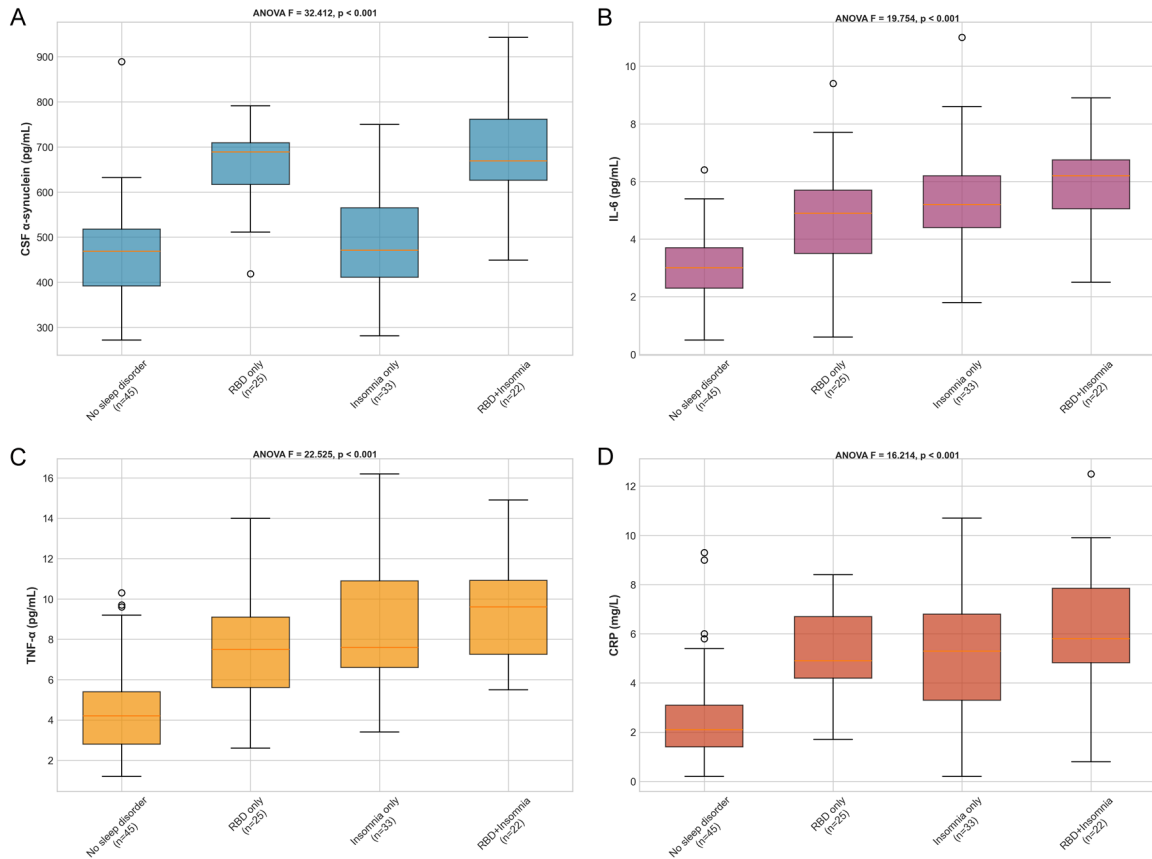 A
ANOVA F = 32.412, p < 0.001
CSF α-synuclein (pg/mL)
900
800
700
600
500
400
300
No sleep disorder
(n=45)
RBD only
(n=25)
Insomnia only
(n=33)
RBD+Insomnia
(n=22)
B
ANOVA F = 19.754, p < 0.001
IL-6 (pg/mL)
10
8
6
4
2
0
No sleep disorder
(n=45)
RBD only
(n=25)
Insomnia only
(n=33)
RBD+Insomnia
(n=22)
C
ANOVA F = 22.525, p < 0.001
TNF-α (pg/mL)
16
14
12
10
8
6
4
2
No sleep disorder
(n=45)
RBD only
(n=25)
Insomnia only
(n=33)
RBD+Insomnia
(n=22)
D
ANOVA F = 16.214, p < 0.001
CRP (mg/L)
12
10
8
6
4
2
0
No sleep disorder
(n=45)
RBD only
(n=25)
Insomnia only
(n=33)
RBD+Insomnia
(n=22)